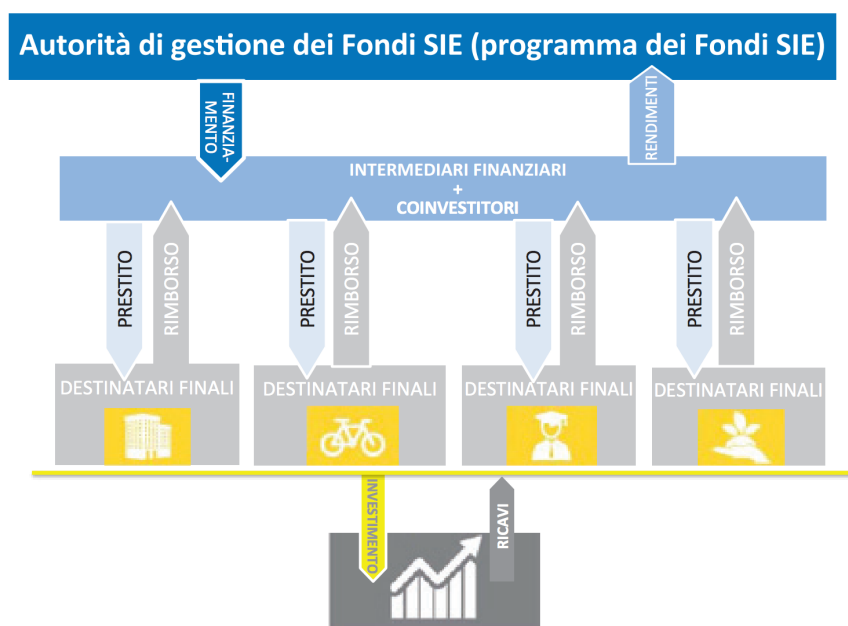 Autorità di gestione dei Fondi SIE (programma dei Fondi SIE)
FINANZIA-
MENTO
RENDIMENTI
INTERMEDIARI FINANZIARI
+
COINVESTITORI
PRESTITO
RIMBORSO
PRESTITO
RIMBORSO
PRESTITO
RIMBORSO
PRESTITO
RIMBORSO
DESTINATARI FINALI
DESTINATARI FINALI
DESTINATARI FINALI
DESTINATARI FINALI
INVESTIMENTO
RICAVI